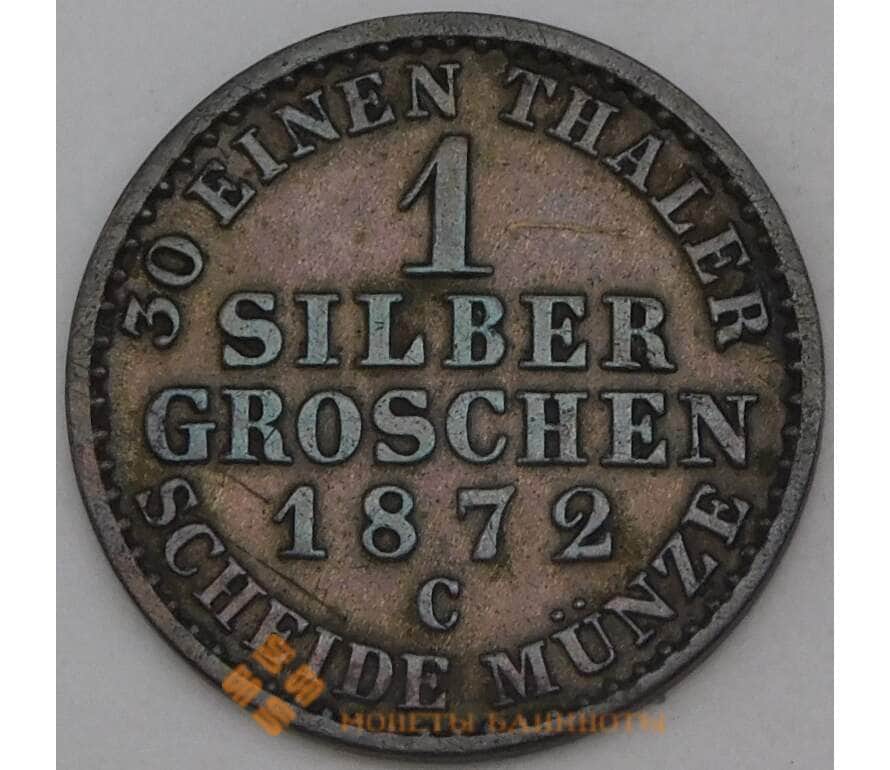 30 EINEN THALER
1
SILBER
GROSCHEN
1872
C
SCHEIDE MÜNZE
МОНЕТЫ БАНКНОТЫ